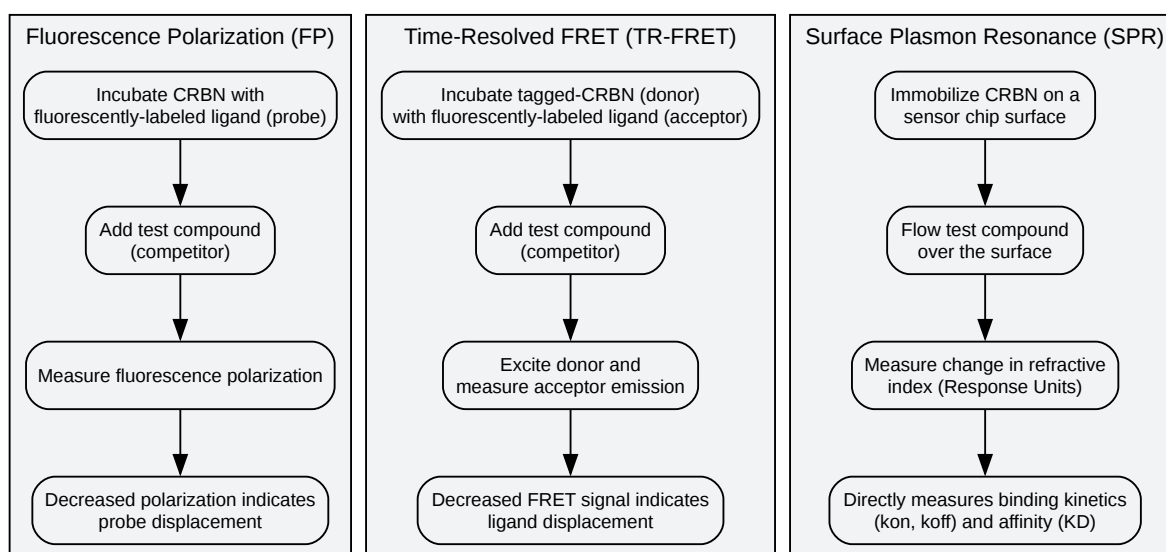 Fluorescence Polarization (FP)
Incubate CRBN with
fluorescently-labeled ligand (probe)
Add test compound
(competitor)
Measure fluorescence polarization
Decreased polarization indicates
probe displacement
Time-Resolved FRET (TR-FRET)
Incubate tagged-CRBN (donor)
with fluorescently-labeled ligand (acceptor)
Add test compound
(competitor)
Excite donor and
measure acceptor emission
Decreased FRET signal indicates
ligand displacement
Surface Plasmon Resonance (SPR)
Immobilize CRBN on a
sensor chip surface
Flow test compound
over the surface
Measure change in refractive
index (Response Units)
Directly measures binding kinetics
(kon, koff) and affinity (KD)